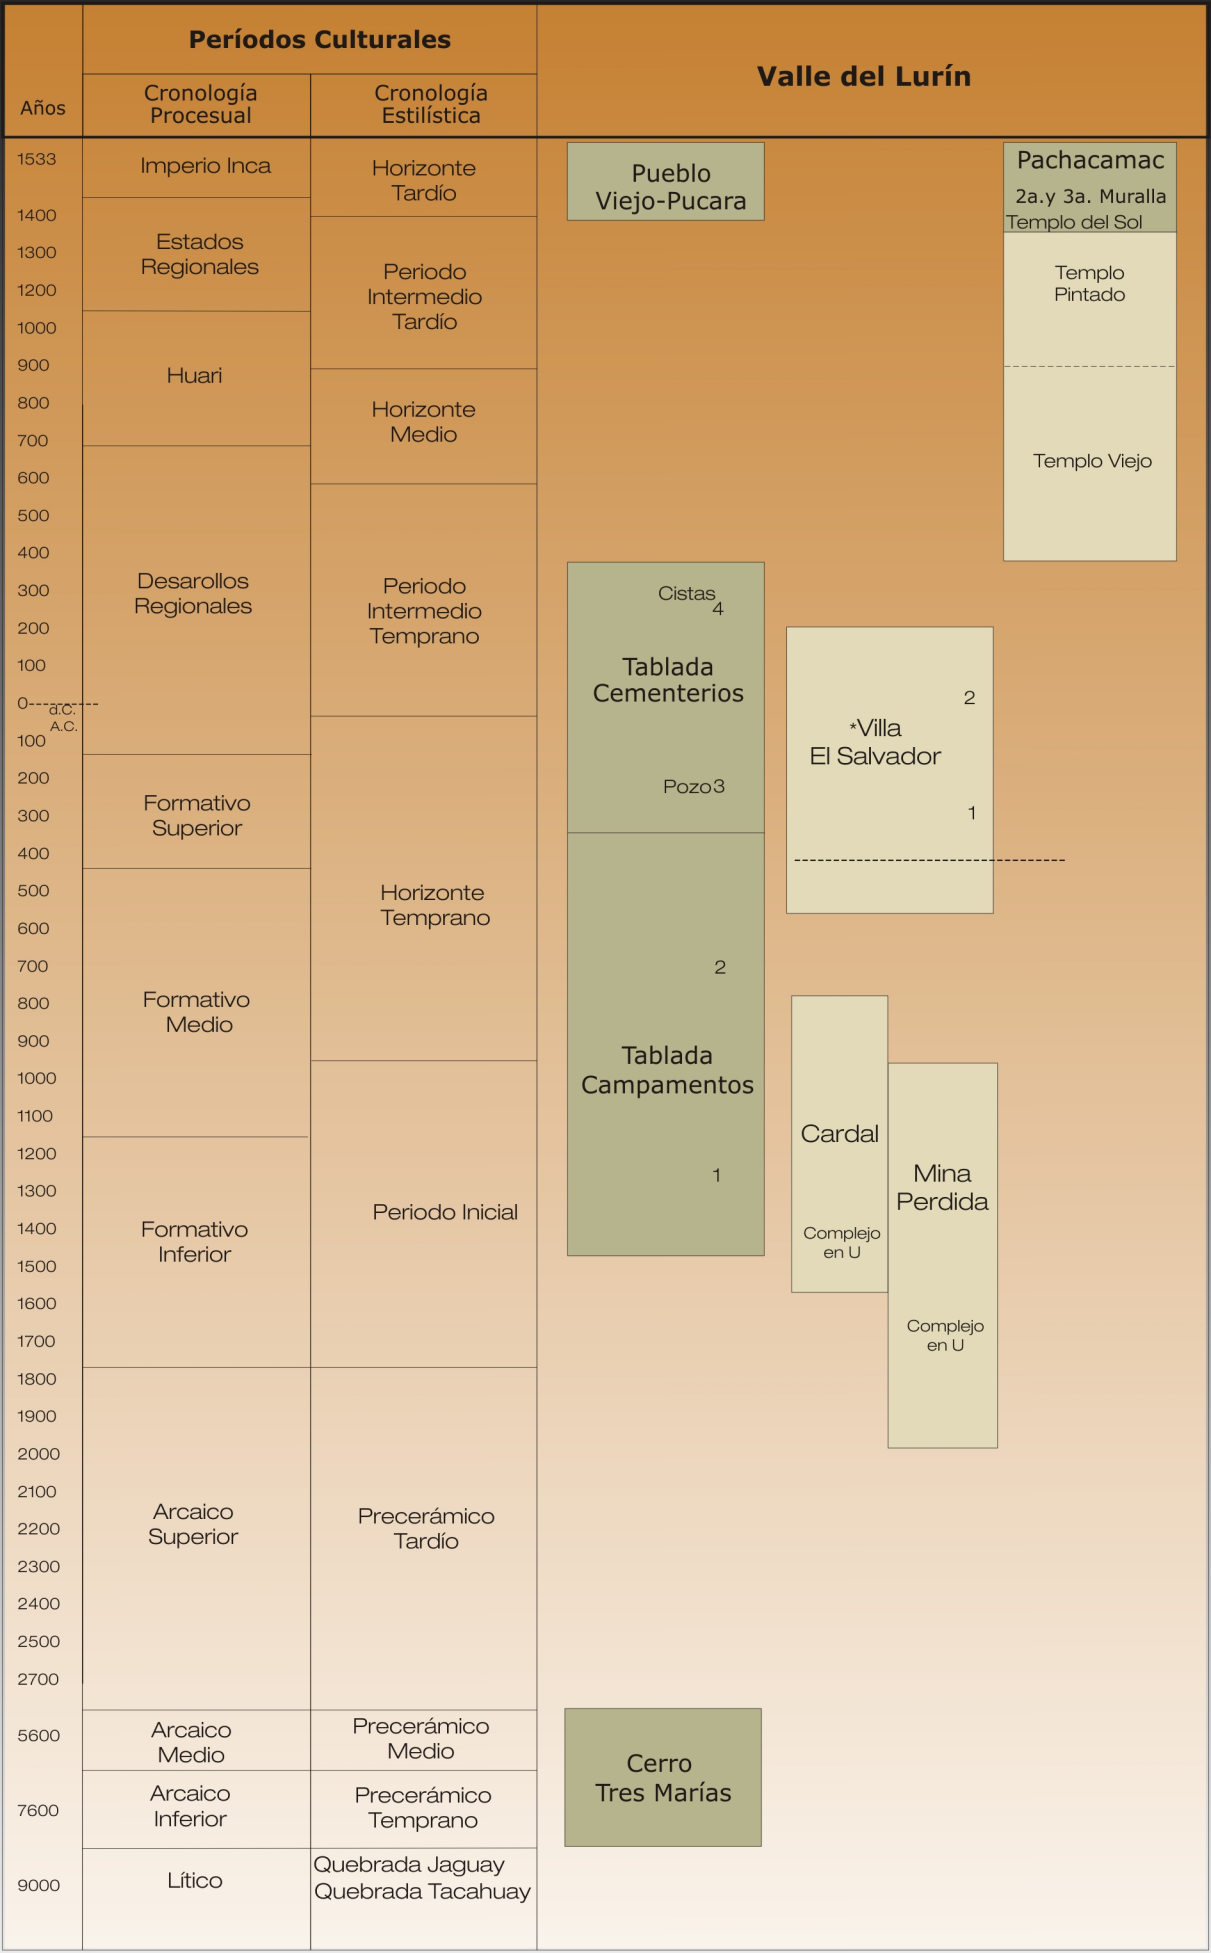 Períodos Culturales
Valle del Lurín
Años
Cronología
Procesual
Cronología
Estilística
1533
1400
1300
1200
1000
900
800
700
600
500
400
300
200
100
0
d.C.
A.C.
100
200
300
400
500
600
700
800
900
1000
1100
1200
1300
1400
1500
1600
1700
1800
1900
2000
2100
2200
2300
2400
2500
2700
5600
7600
9000
Imperio Inca
Estados
Regionales
Huari
Desarollos
Regionales
Formativo
Superior
Formativo
Medio
Formativo
Inferior
Arcaico
Superior
Arcaico
Medio
Arcaico
Inferior
Lítico
Horizonte
Tardío
Periodo
Intermedio
Tardío
Horizonte
Medio
Periodo
Intermedio
Temprano
Horizonte
Temprano
Periodo Inicial
Precerámico
Tardío
Precerámico
Medio
Precerámico
Temprano
Quebrada Jaguay
Quebrada Tacahuay
Pueblo
Viejo-Pucara
Cistas
4
Tablada
Cementerios
Pozo 3
2
Tablada
Campamentos
1
Cerro
Tres Marías
2
*Villa
El Salvador
1
Cardal
Complejo
en U
Mina
Perdida
Complejo
en U
Pachacamac
2a.y 3a. Muralla
Templo del Sol
Templo
Pintado
Templo Viejo